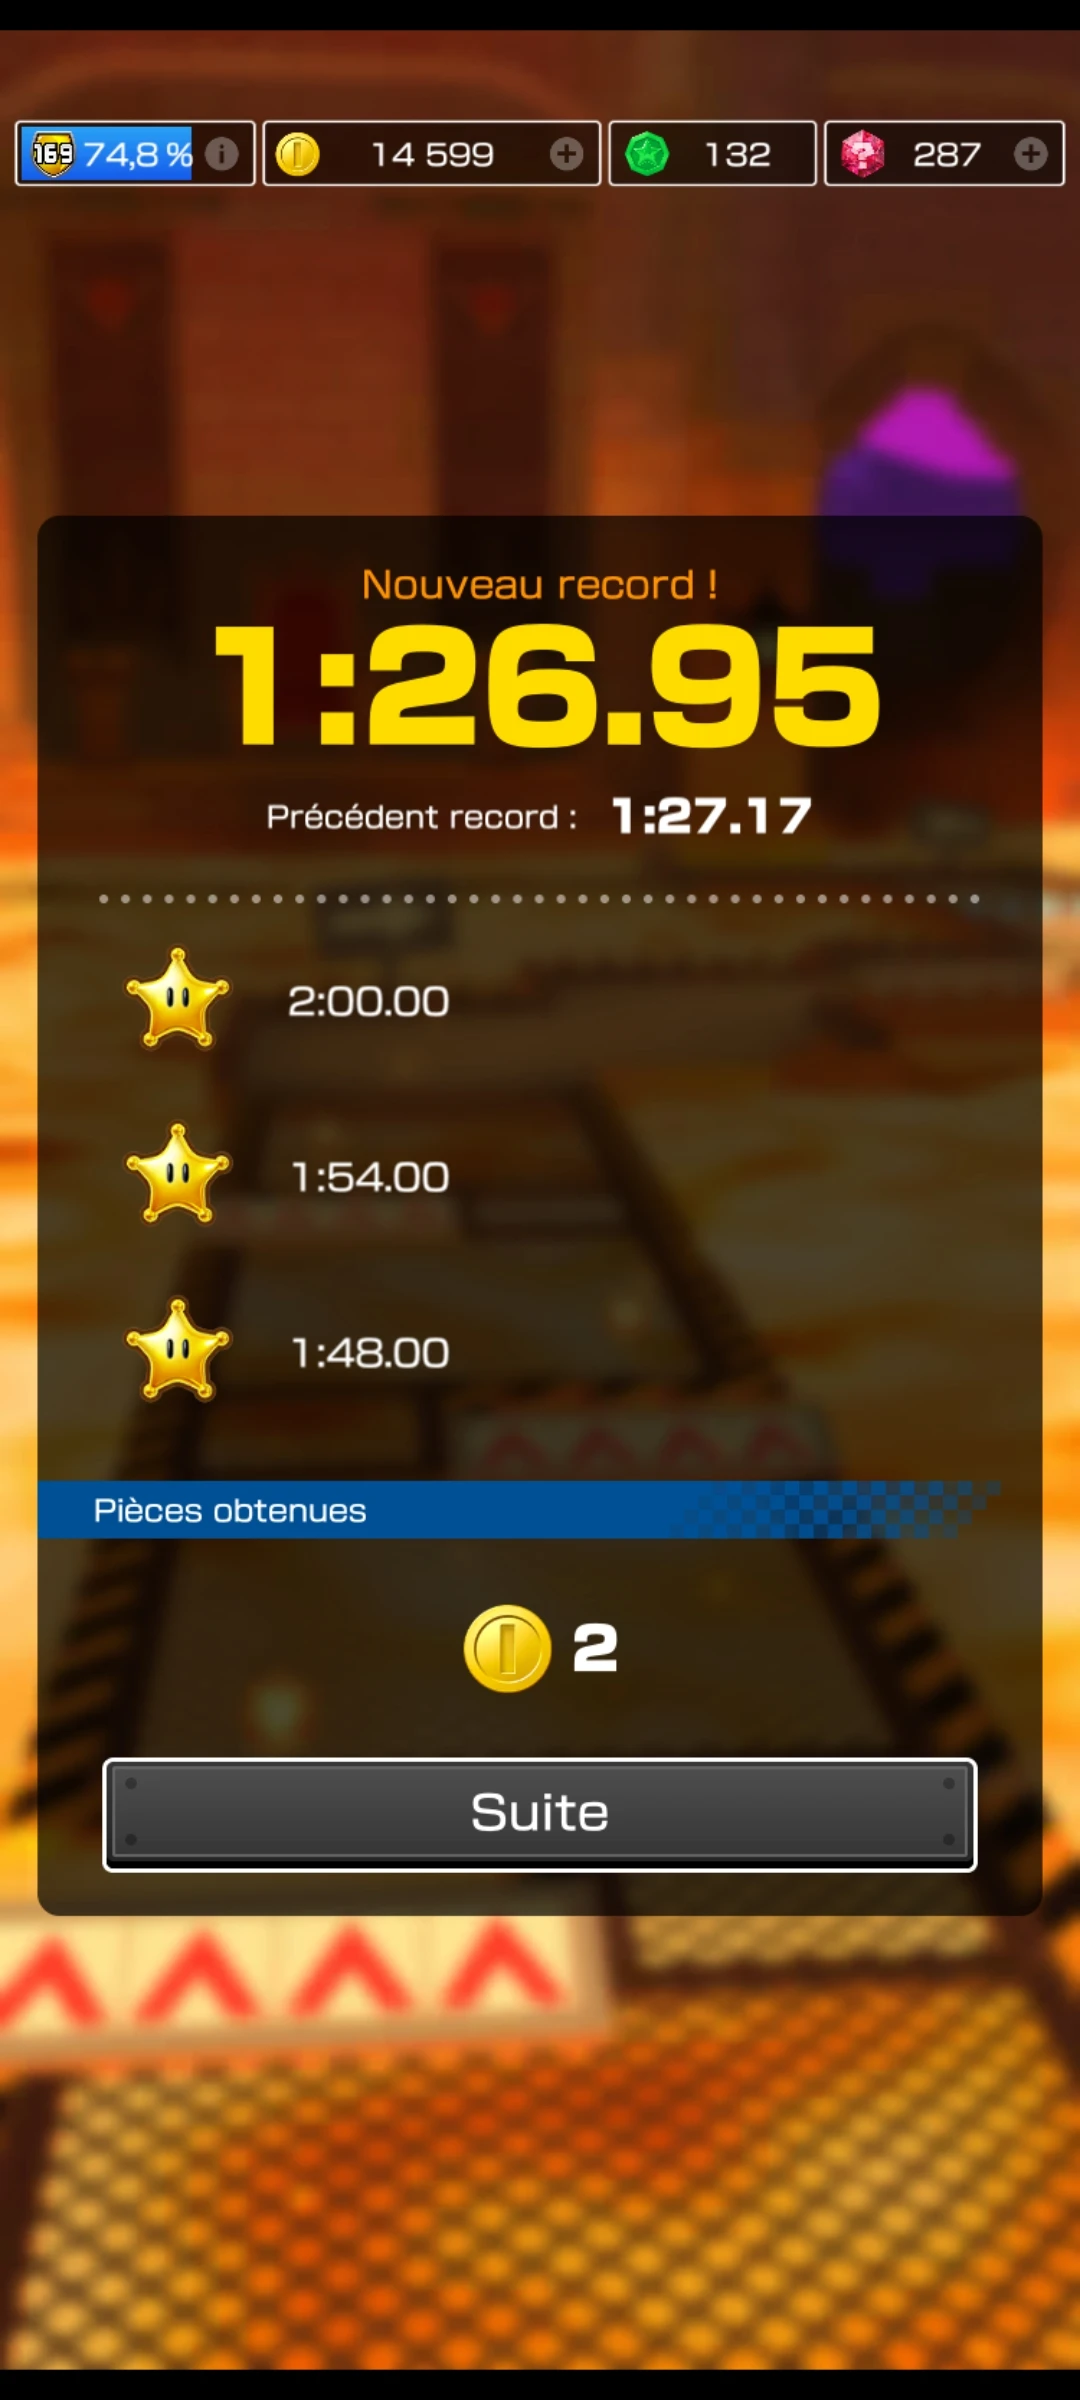 169 74,8 % 14 599 132 287
Nouveau record !
1:26.95
Précédent record : 1:27.17
2:00.00
1:54.00
1:48.00
Pièces obtenues
2
Suite